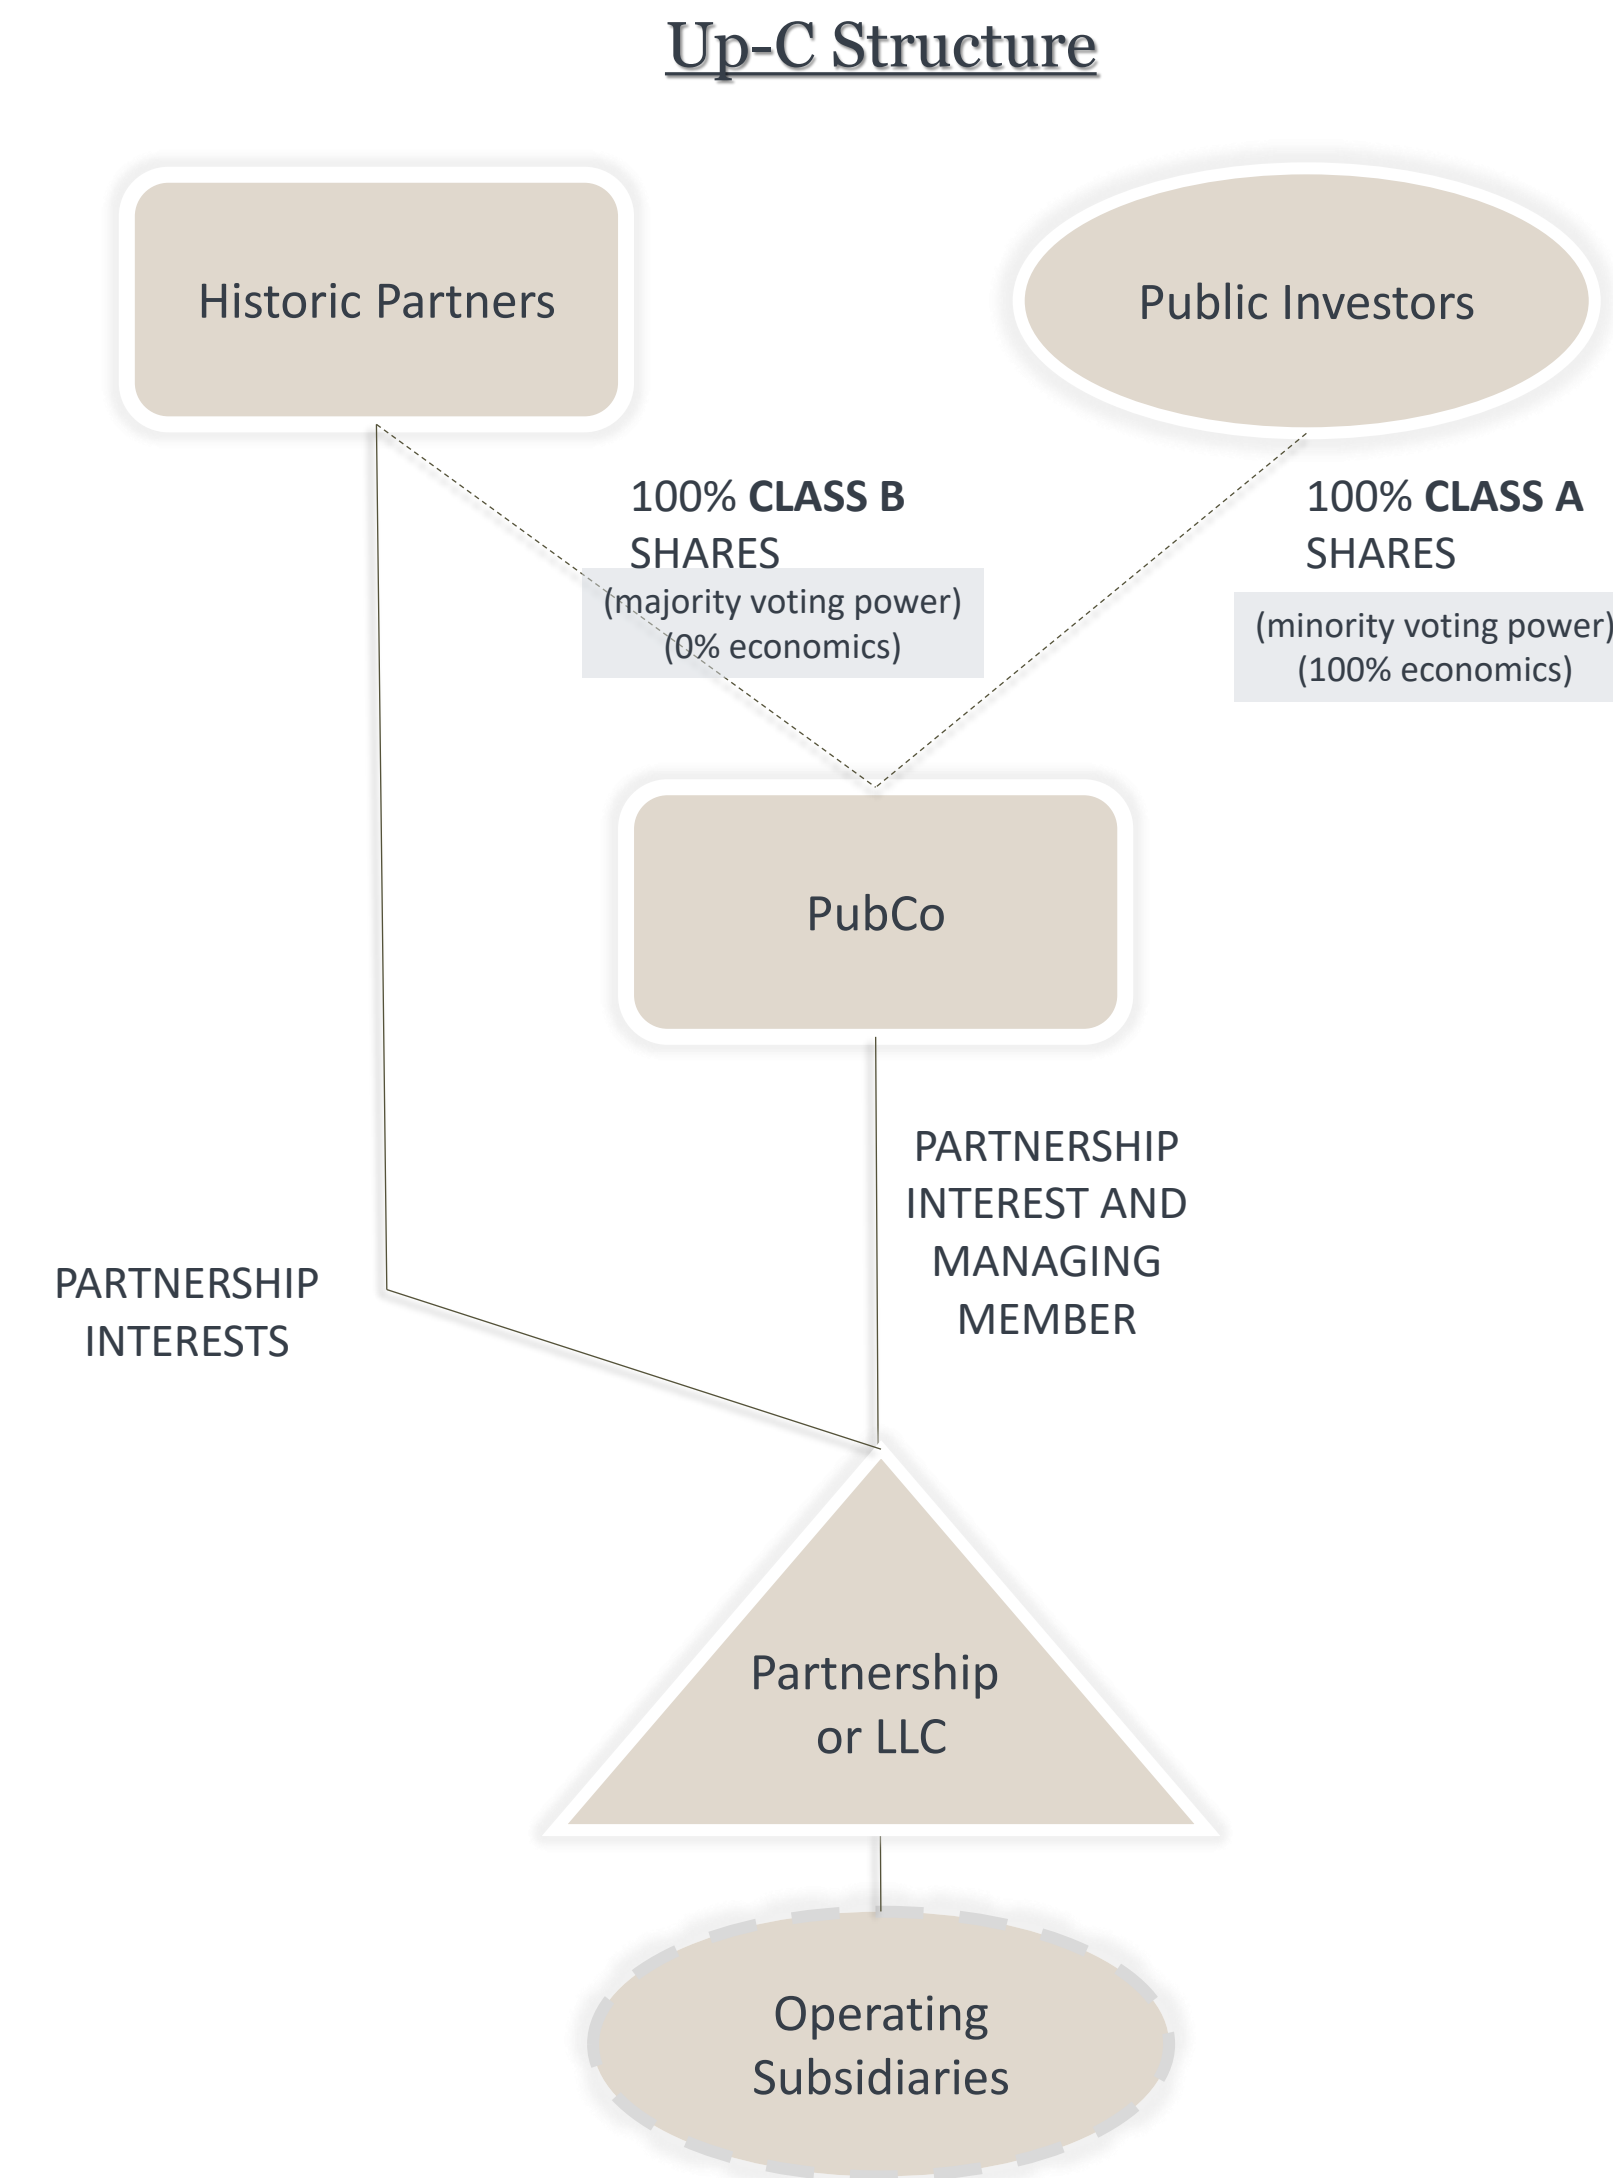 Up-C Structure
Historic Partners
Public Investors
100% CLASS B
SHARES
(majority voting power)
(0% economics)
100% CLASS A
SHARES
(minority voting power)
(100% economics)
PubCo
PARTNERSHIP
INTEREST AND
MANAGING
MEMBER
PARTNERSHIP
INTERESTS
Partnership
or LLC
Operating
Subsidiaries